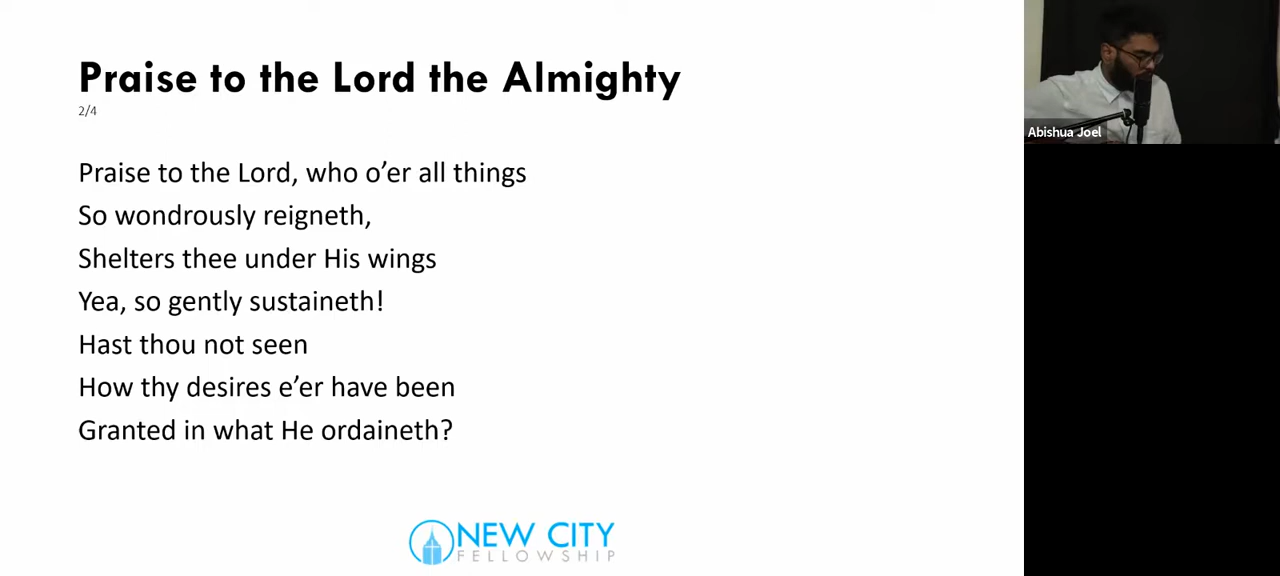 Praise to the Lord the Almighty
2/4
Praise to the Lord, who o’er all things
So wondrously reigneth,
Shelters thee under His wings
Yea, so gently sustaineth!
Hast thou not seen
How thy desires e’er have been
Granted in what He ordaineth?
NEW CITY
FELLOWSHIP
Abishua Joel